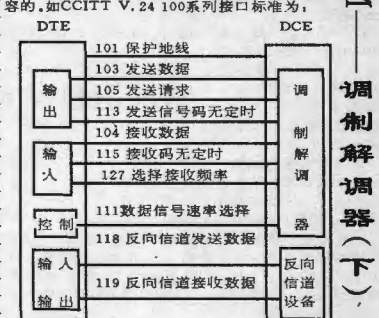 容的。如CCITT V.24 100系列接口标准为:
DTE
DCE
101 保护地线
103 发送数据
105 发送请求
113 发送信号码无定时
104 接收数据
115 接收码无定时
127 选择接收频率
111数据信号速率选择
118 反向信道发送数据
119 反向信道接收数据
输出
输入
控制
输入
输出
调制解调器
反向
信道
设备
调制解调器(下)